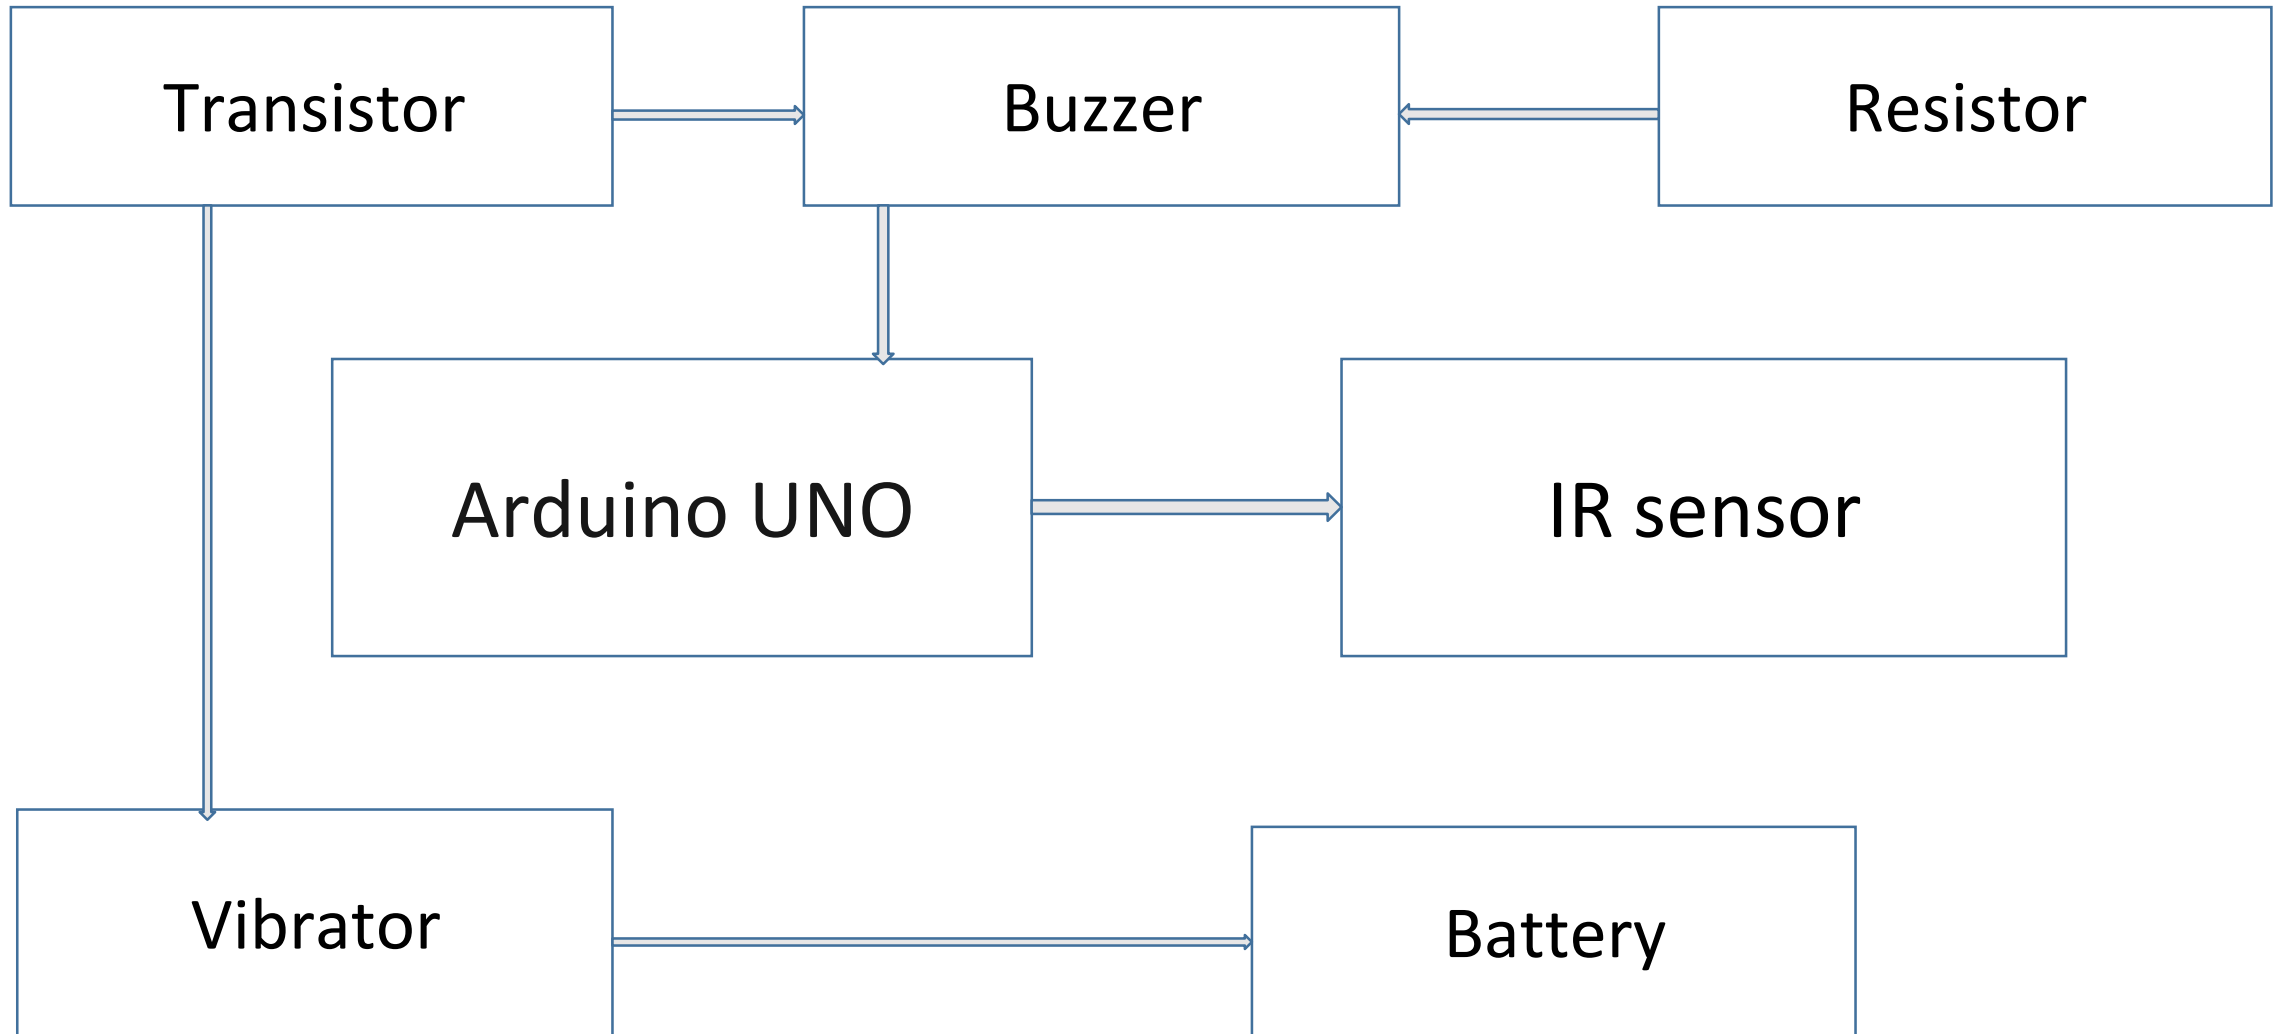 Transistor
Buzzer
Resistor
Arduino UNO
IR sensor
Vibrator
Battery